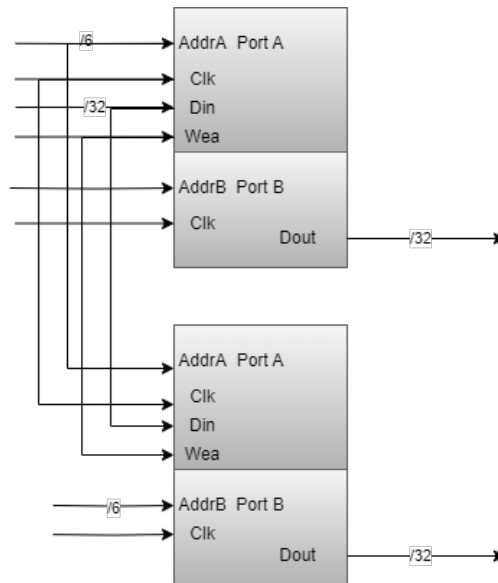 /6
AddrA Port A
Clk
/32
Din
Wea
AddrB Port B
Clk
Dout
/32
AddrA Port A
Clk
Din
Wea
/6
AddrB Port B
Clk
Dout
/32